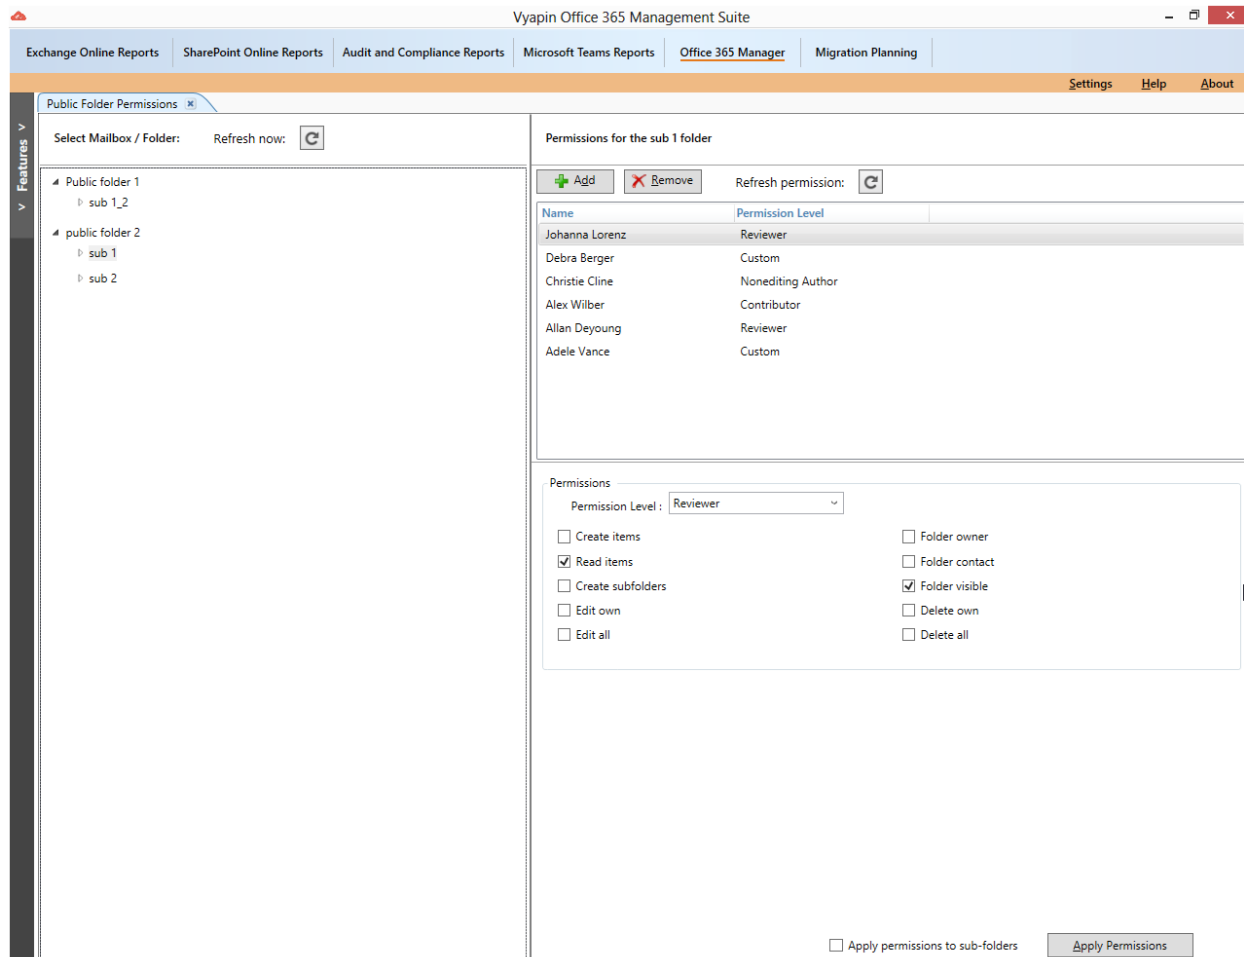 Vyapin Office 365 Management Suite
Exchange Online Reports SharePoint Online Reports Audit and Compliance Reports Microsoft Teams Reports Office 365 Manager Migration Planning
Settings Help About
Public Folder Permissions
> Features >
Select Mailbox / Folder: Refresh now:
Public folder 1
sub 1_2
public folder 2
sub 1
sub 2
Permissions for the sub 1 folder
Add Remove Refresh permission:
Name Permission Level
Johanna Lorenz Reviewer
Debra Berger Custom
Christie Cline Nonediting Author
Alex Wilber Contributor
Allan Deyoung Reviewer
Adele Vance Custom
Permissions
Permission Level : Reviewer
Create items Folder owner
Read items Folder contact
Create subfolders Folder visible
Edit own Delete own
Edit all Delete all
Apply permissions to sub-folders Apply Permissions